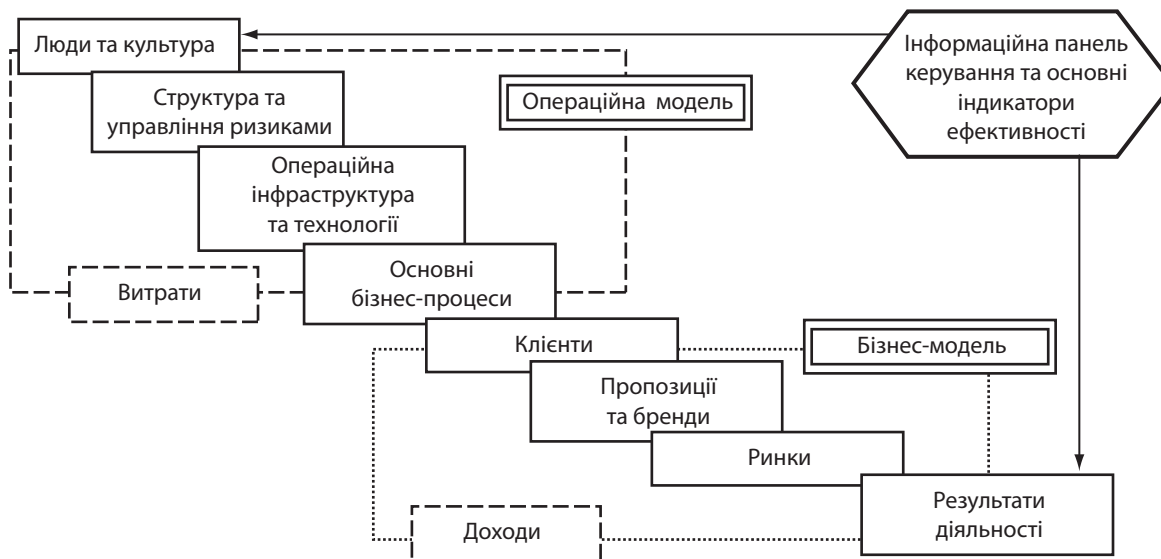 Люди та культура
Інформаційна панель
керування та основні
індикатори
ефективності
Структура та
управління ризиками
Операційна модель
Операційна
інфраструктура
та технології
Основні
бізнес-процеси
Витрати
Клієнти
Бізнес-модель
Пропозиції
та бренди
Ринки
Результати
діяльності
Доходи